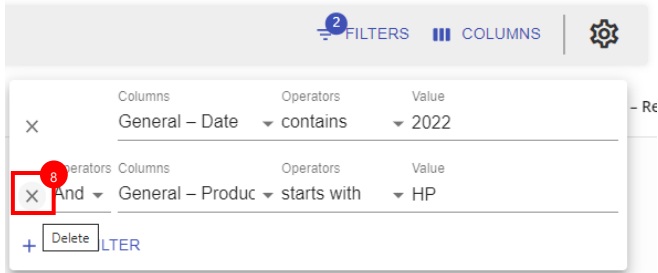 2
FILTERS COLUMNS
Columns Operators Value
General – Date contains 2022
– Re
8
Columns Operators Value
And General – Produc starts with HP
Delete